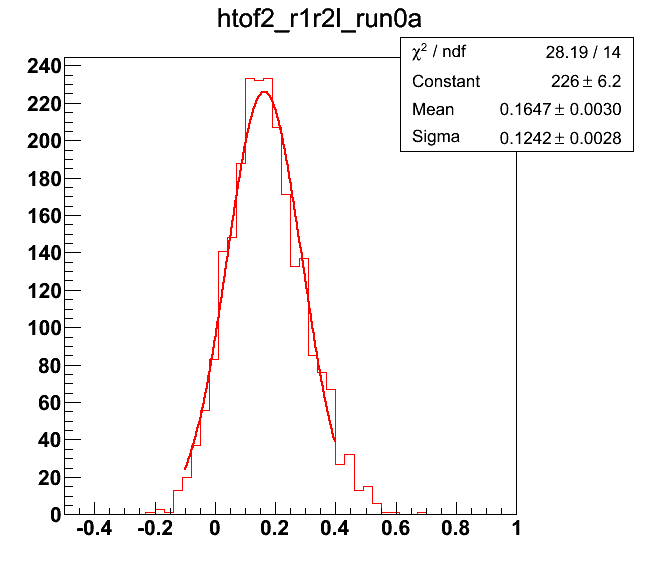 htof2_r1r2l_run0a
χ² / ndf 28.19 / 14
Constant 226 ± 6.2
Mean 0.1647 ± 0.0030
Sigma 0.1242 ± 0.0028
240
220
200
180
160
140
120
100
80
60
40
20
0
-0.4 -0.2 0 0.2 0.4 0.6 0.8 1